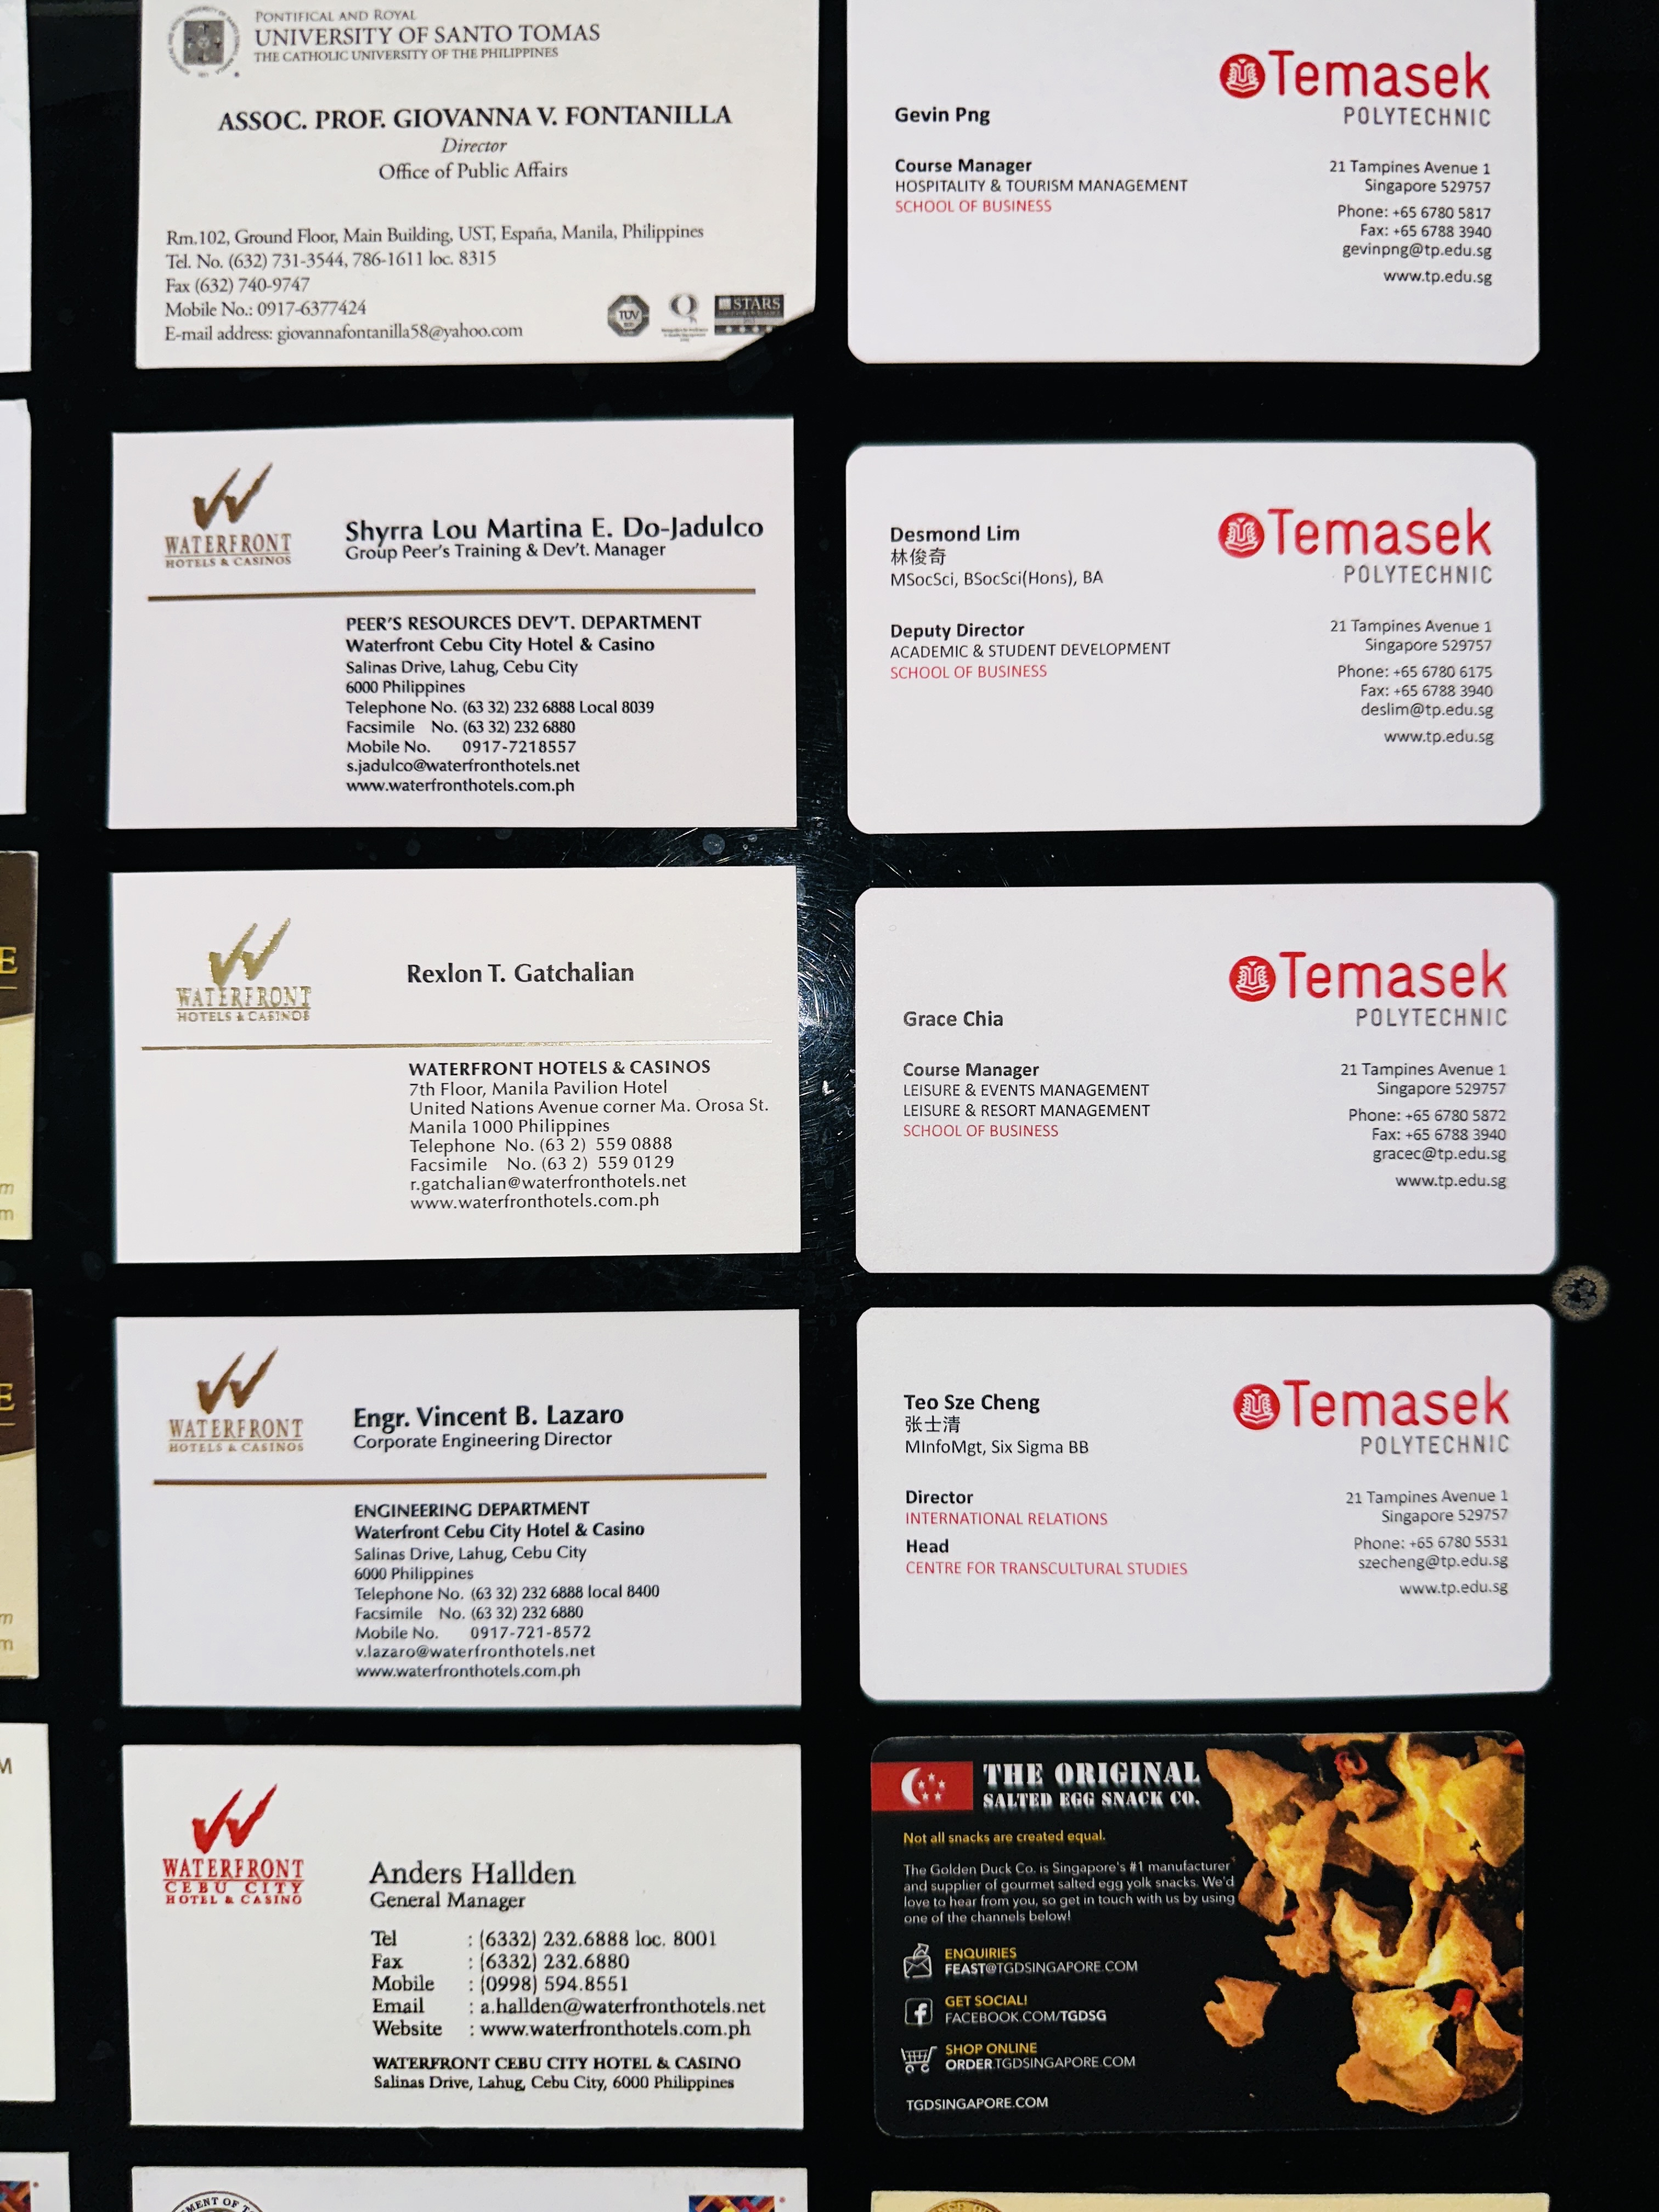 PONTIFICAL AND ROYAL
UNIVERSITY OF SANTO TOMAS
THE CATHOLIC UNIVERSITY OF THE PHILIPPINES
ASSOC. PROF. GIOVANNA V. FONTANILLA
Director
Office of Public Affairs
Rm.102, Ground Floor, Main Building, UST, España, Manila, Philippines
Tel. No. (632) 731-3544, 786-1611 loc. 8315
Fax (632) 740-9747
Mobile No.: 0917-6377424
E-mail address: giovannafontanilla58@yahoo.com
TÜV
Q
STARS
Temasek
POLYTECHNIC
Gevin Png
Course Manager
HOSPITALITY & TOURISM MANAGEMENT
SCHOOL OF BUSINESS
21 Tampines Avenue 1
Singapore 529757
Phone: +65 6780 5817
Fax: +65 6788 3940
gevinpng@tp.edu.sg
www.tp.edu.sg
WATERFRONT
HOTELS & CASINOS
Shyrra Lou Martina E. Do-Jadulco
Group Peer's Training & Dev't. Manager
PEER'S RESOURCES DEV'T. DEPARTMENT
Waterfront Cebu City Hotel & Casino
Salinas Drive, Lahug, Cebu City
6000 Philippines
Telephone No. (63 32) 232 6888 Local 8039
Facsimile No. (63 32) 232 6880
Mobile No. 0917-7218557
s.jadulco@waterfronthotels.net
www.waterfronthotels.com.ph
Temasek
POLYTECHNIC
Desmond Lim
林俊奇
MSocSci, BSocSci(Hons), BA
Deputy Director
ACADEMIC & STUDENT DEVELOPMENT
SCHOOL OF BUSINESS
21 Tampines Avenue 1
Singapore 529757
Phone: +65 6780 6175
Fax: +65 6788 3940
deslim@tp.edu.sg
www.tp.edu.sg
WATERFRONT
HOTELS & CASINOS
Rexlon T. Gatchalian
WATERFRONT HOTELS & CASINOS
7th Floor, Manila Pavilion Hotel
United Nations Avenue corner Ma. Orosa St.
Manila 1000 Philippines
Telephone No. (63 2) 559 0888
Facsimile No. (63 2) 559 0129
r.gatchalian@waterfronthotels.net
www.waterfronthotels.com.ph
Temasek
POLYTECHNIC
Grace Chia
Course Manager
LEISURE & EVENTS MANAGEMENT
LEISURE & RESORT MANAGEMENT
SCHOOL OF BUSINESS
21 Tampines Avenue 1
Singapore 529757
Phone: +65 6780 5872
Fax: +65 6788 3940
gracec@tp.edu.sg
www.tp.edu.sg
WATERFRONT
HOTELS & CASINOS
Engr. Vincent B. Lazaro
Corporate Engineering Director
ENGINEERING DEPARTMENT
Waterfront Cebu City Hotel & Casino
Salinas Drive, Lahug, Cebu City
6000 Philippines
Telephone No. (63 32) 232 6888 local 8400
Facsimile No. (63 32) 232 6880
Mobile No. 0917-721-8572
v.lazaro@waterfronthotels.net
www.waterfronthotels.com.ph
Temasek
POLYTECHNIC
Teo Sze Cheng
张士清
MInfoMgt, Six Sigma BB
Director
INTERNATIONAL RELATIONS
Head
CENTRE FOR TRANSCULTURAL STUDIES
21 Tampines Avenue 1
Singapore 529757
Phone: +65 6780 5531
szecheng@tp.edu.sg
www.tp.edu.sg
WATERFRONT
CEBU CITY
HOTEL & CASINO
Anders Hallden
General Manager
Tel : (6332) 232.6888 loc. 8001
Fax : (6332) 232.6880
Mobile : (0998) 594.8551
Email : a.hallden@waterfronthotels.net
Website : www.waterfronthotels.com.ph
WATERFRONT CEBU CITY HOTEL & CASINO
Salinas Drive, Lahug, Cebu City, 6000 Philippines
THE ORIGINAL
SALTED EGG SNACK CO.
Not all snacks are created equal.
The Golden Duck Co. is Singapore's #1 manufacturer
and supplier of gourmet salted egg yolk snacks. We'd
love to hear from you, so get in touch with us by using
one of the channels below!
ENQUIRIES
FEAST@TGDSINGAPORE.COM
GET SOCIAL!
FACEBOOK.COM/TGDSG
SHOP ONLINE
ORDER.TGDSINGAPORE.COM
TGDSINGAPORE.COM